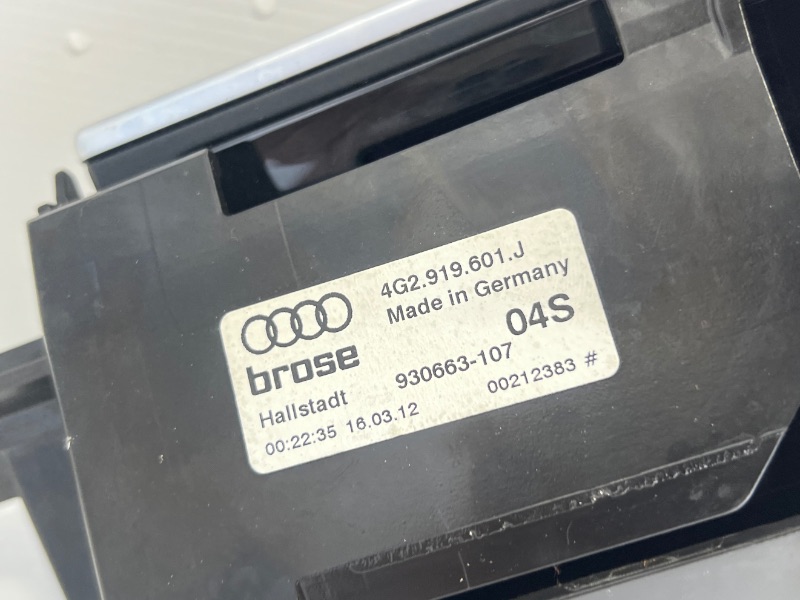 4G2.919.601.J
Made in Germany
04S
brose
930663-107
Hallstadt
00212383 #
00:22:35 16.03.12